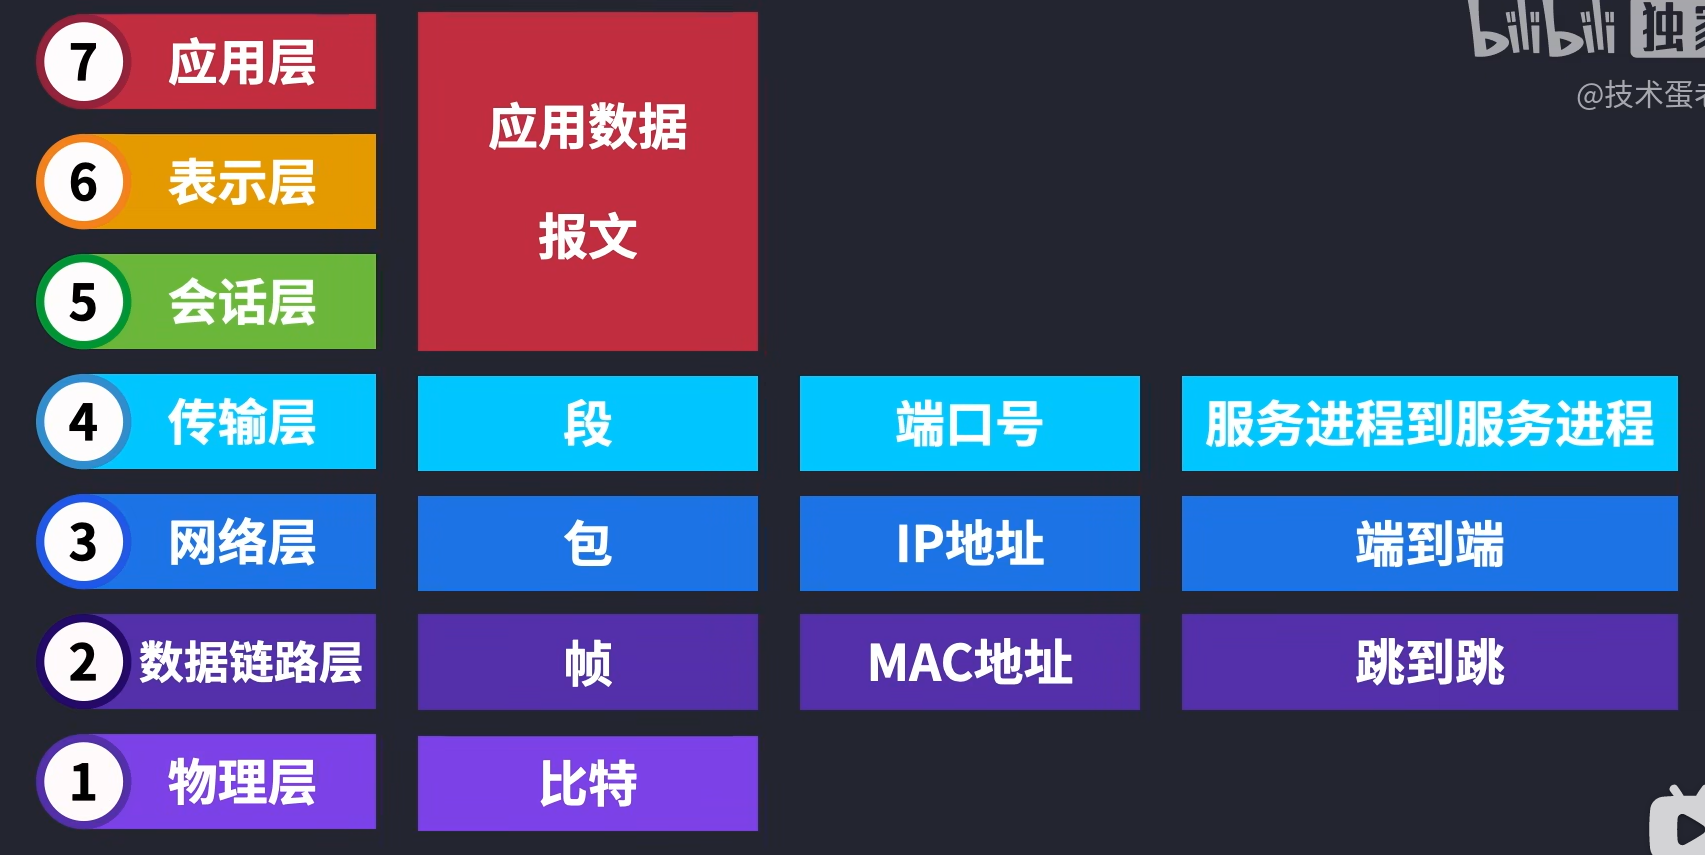 7 应用层
应用数据
报文
6 表示层
5 会话层
4 传输层 段 端口号 服务进程到服务进程
3 网络层 包 IP地址 端到端
2 数据链路层 帧 MAC地址 跳到跳
1 物理层 比特
bilibili 独
@技术蛋